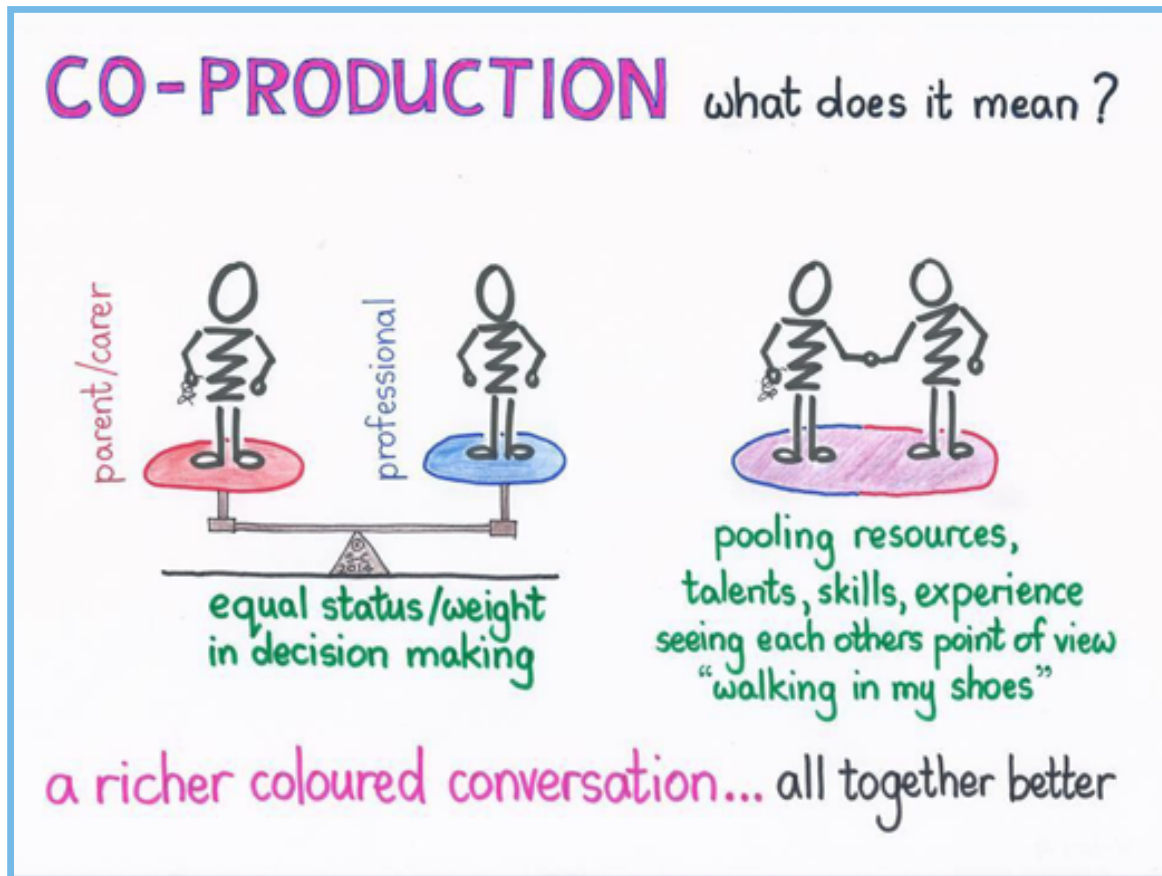 CO-PRODUCTION what does it mean?
parent/carer
professional
2014
equal status/weight
in decision making
pooling resources,
talents, skills, experience
seeing each others point of view
“walking in my shoes”
a richer coloured conversation... all together better